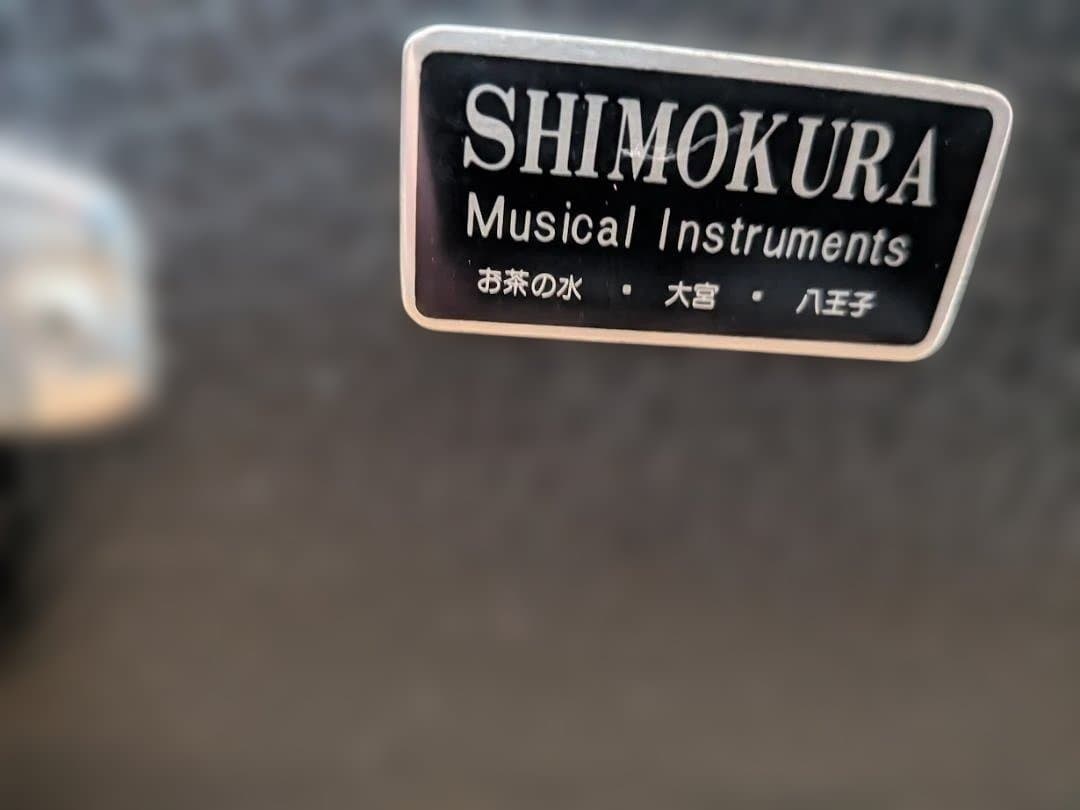 SHIMOKURA
Musical Instruments
お茶の水 ・ 大宮 ・ 八王子